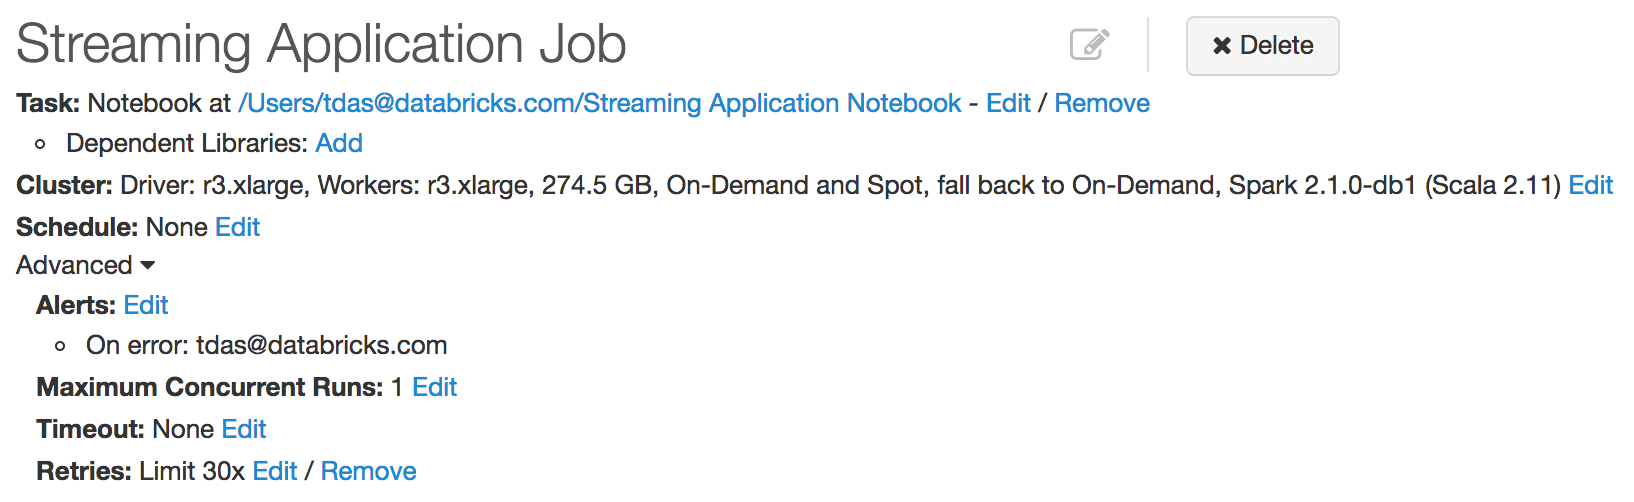 Streaming Application Job
Delete
Task: Notebook at /Users/tdas@databricks.com/Streaming Application Notebook - Edit / Remove
Dependent Libraries: Add
Cluster: Driver: r3.xlarge, Workers: r3.xlarge, 274.5 GB, On-Demand and Spot, fall back to On-Demand, Spark 2.1.0-db1 (Scala 2.11) Edit
Schedule: None Edit
Advanced
Alerts: Edit
On error: tdas@databricks.com
Maximum Concurrent Runs: 1 Edit
Timeout: None Edit
Retries: Limit 30x Edit / Remove